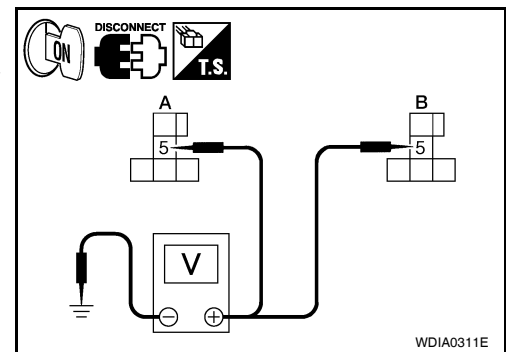 DISCONNECT
ON
T.S.
A B
5 5
V
− +
WDIA0311E